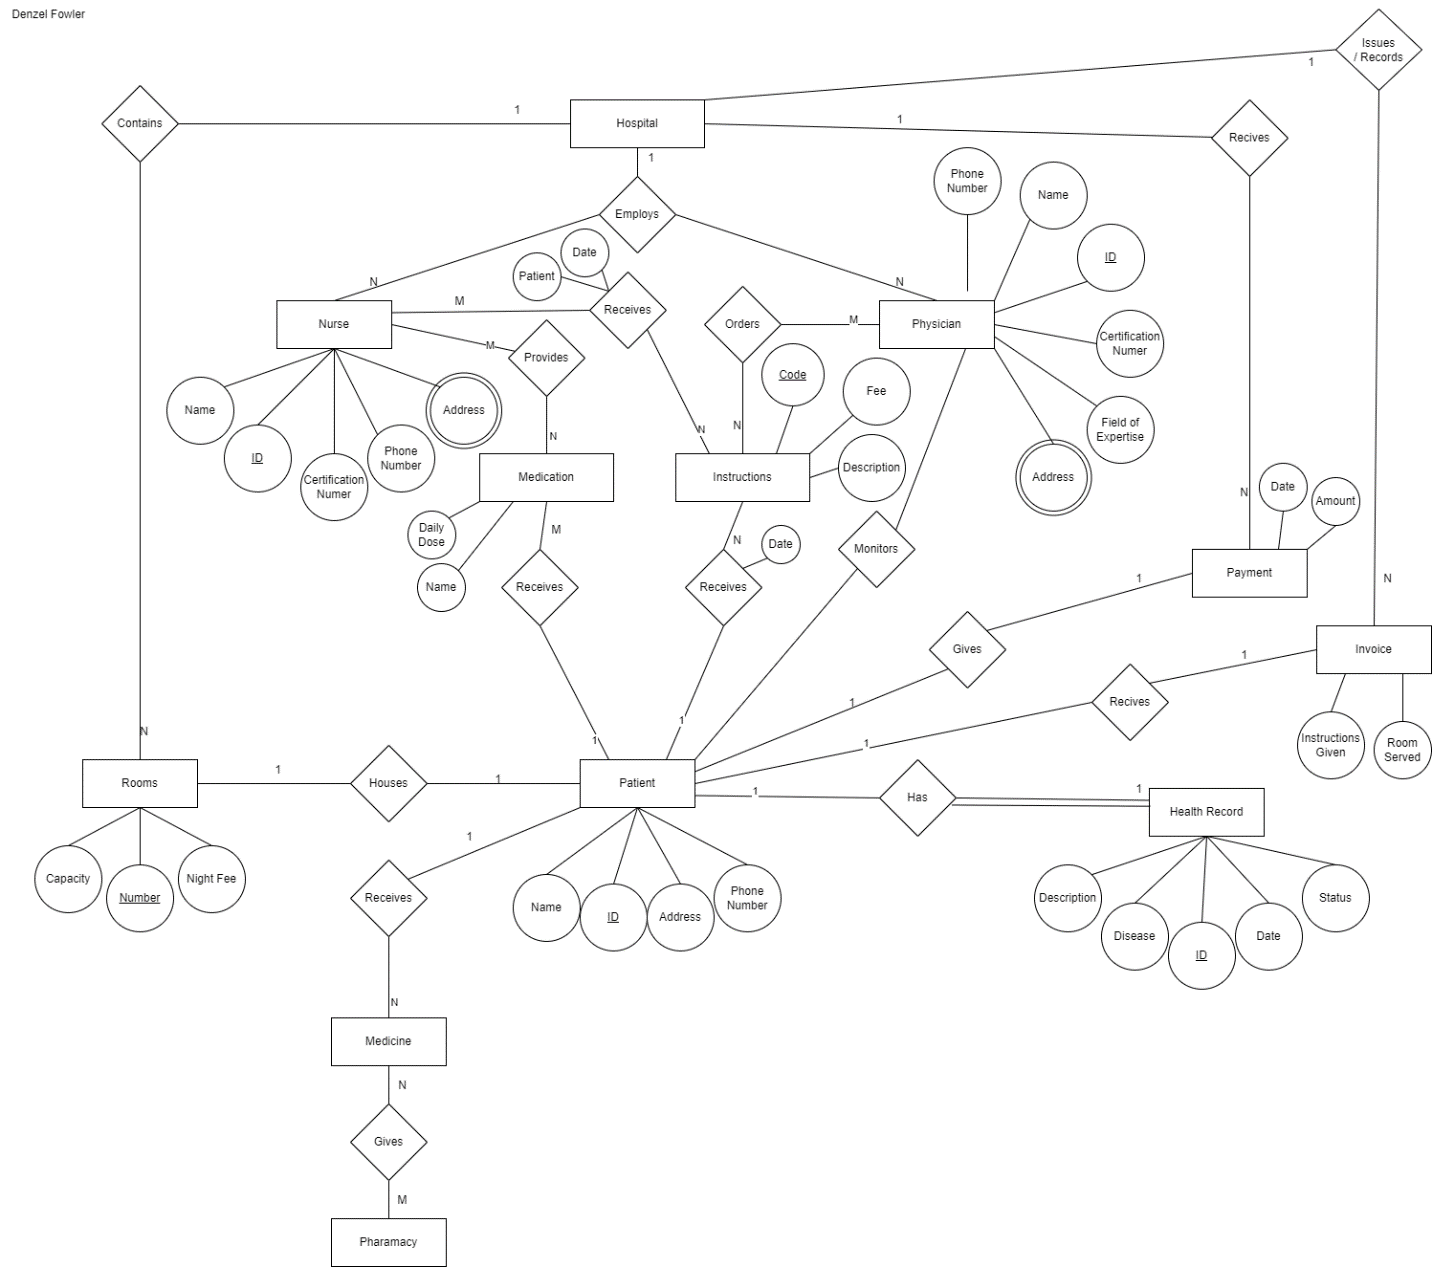 Denzel Fowler
Issues
/ Records
1
Contains
1
Hospital
1
Recives
1
Employs
Phone
Number
Name
ID
Date
Patient
N
N
M
Receives
Nurse
M
Provides
Orders
M
Physician
Certification
Numer
Code
Fee
Name
ID
Certification
Numer
Phone
Number
Address
N
N
N
Field of
Expertise
Medication
Instructions
Description
Address
Daily
Dose
Name
M
N
Date
Receives
Receives
Monitors
N
Date
Amount
Payment
1
N
Gives
Invoice
1
Recives
1
1
1
1
1
Instructions
Given
Room
Served
N
Rooms
1
Houses
1
Patient
1
Has
1
Health Record
Capacity
Number
Night Fee
1
Receives
Name
ID
Address
Phone
Number
Description
Disease
ID
Date
Status
N
Medicine
N
Gives
M
Pharamacy